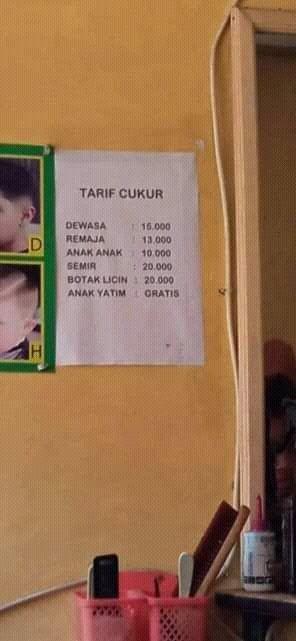 TARIF CUKUR
DEWASA : 15.000
REMAJA : 13.000
ANAK ANAK : 10.000
SEMIR : 20.000
BOTAK LICIN : 20.000
ANAK YATIM : GRATIS
D
H